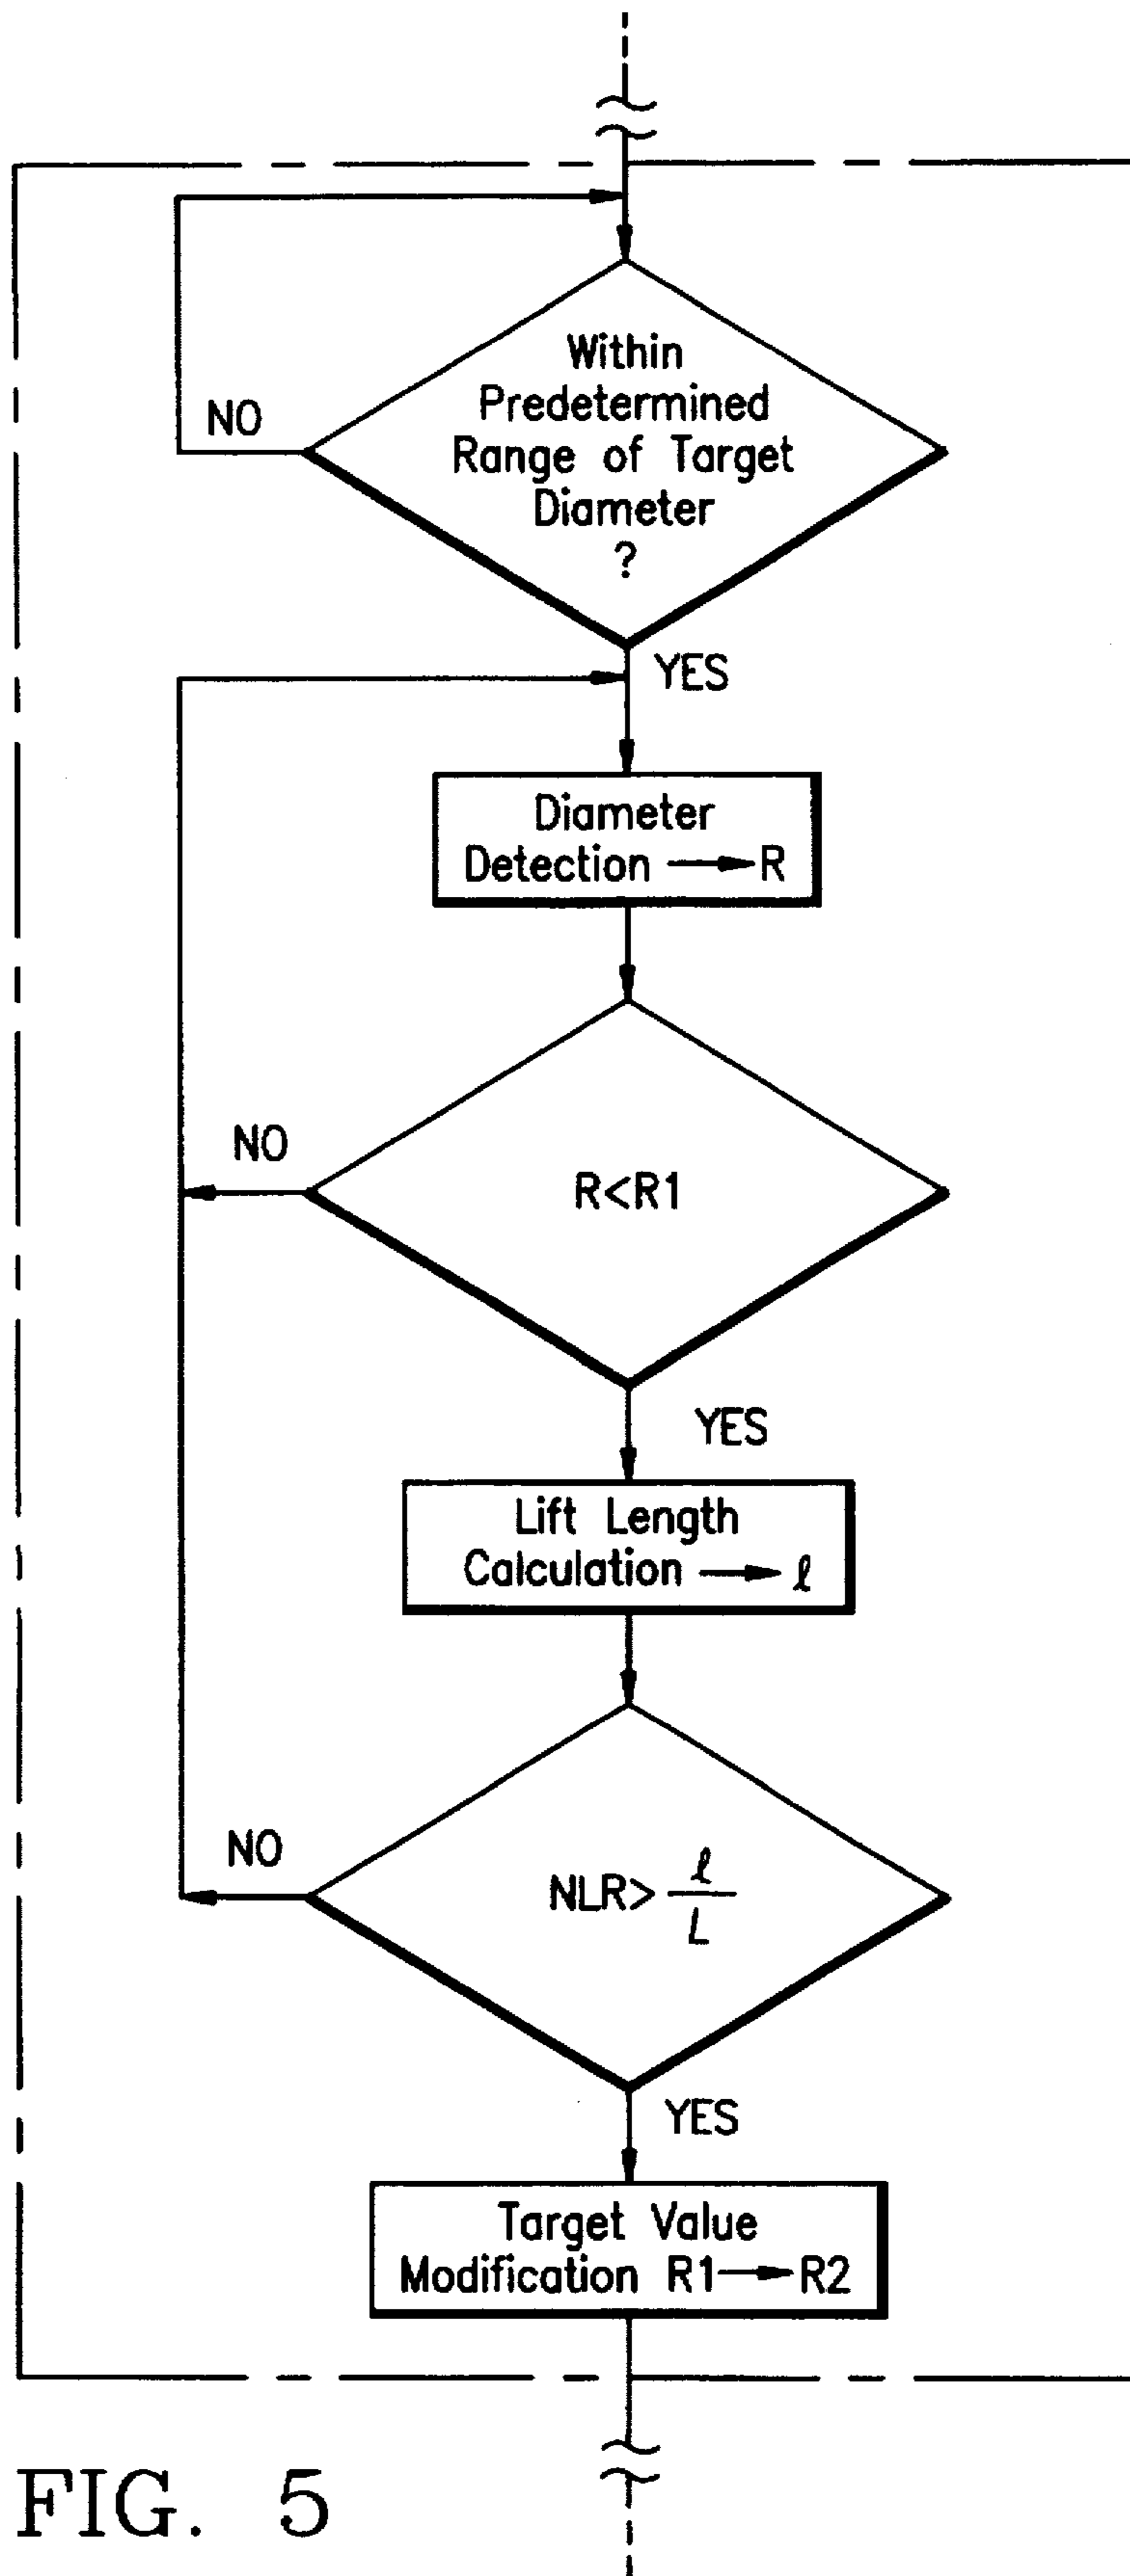 Within
Predetermined
Range of Target
Diameter
?
NO
YES
Diameter
Detection → R
R<R1
NO
YES
Lift Length
Calculation → ℓ
NLR> ℓ/L
NO
YES
Target Value
Modification R1 → R2
FIG. 5